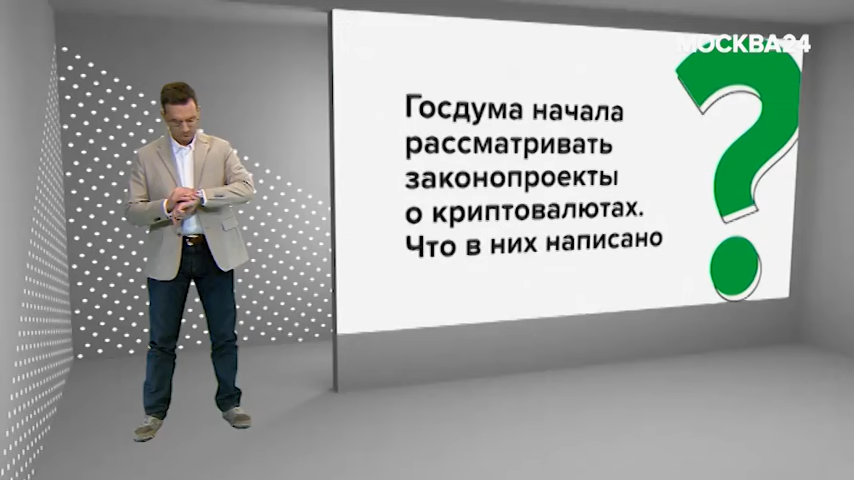 МОСКВА24
Госдума начала
рассматривать
законопроекты
о криптовалютах.
Что в них написано
?